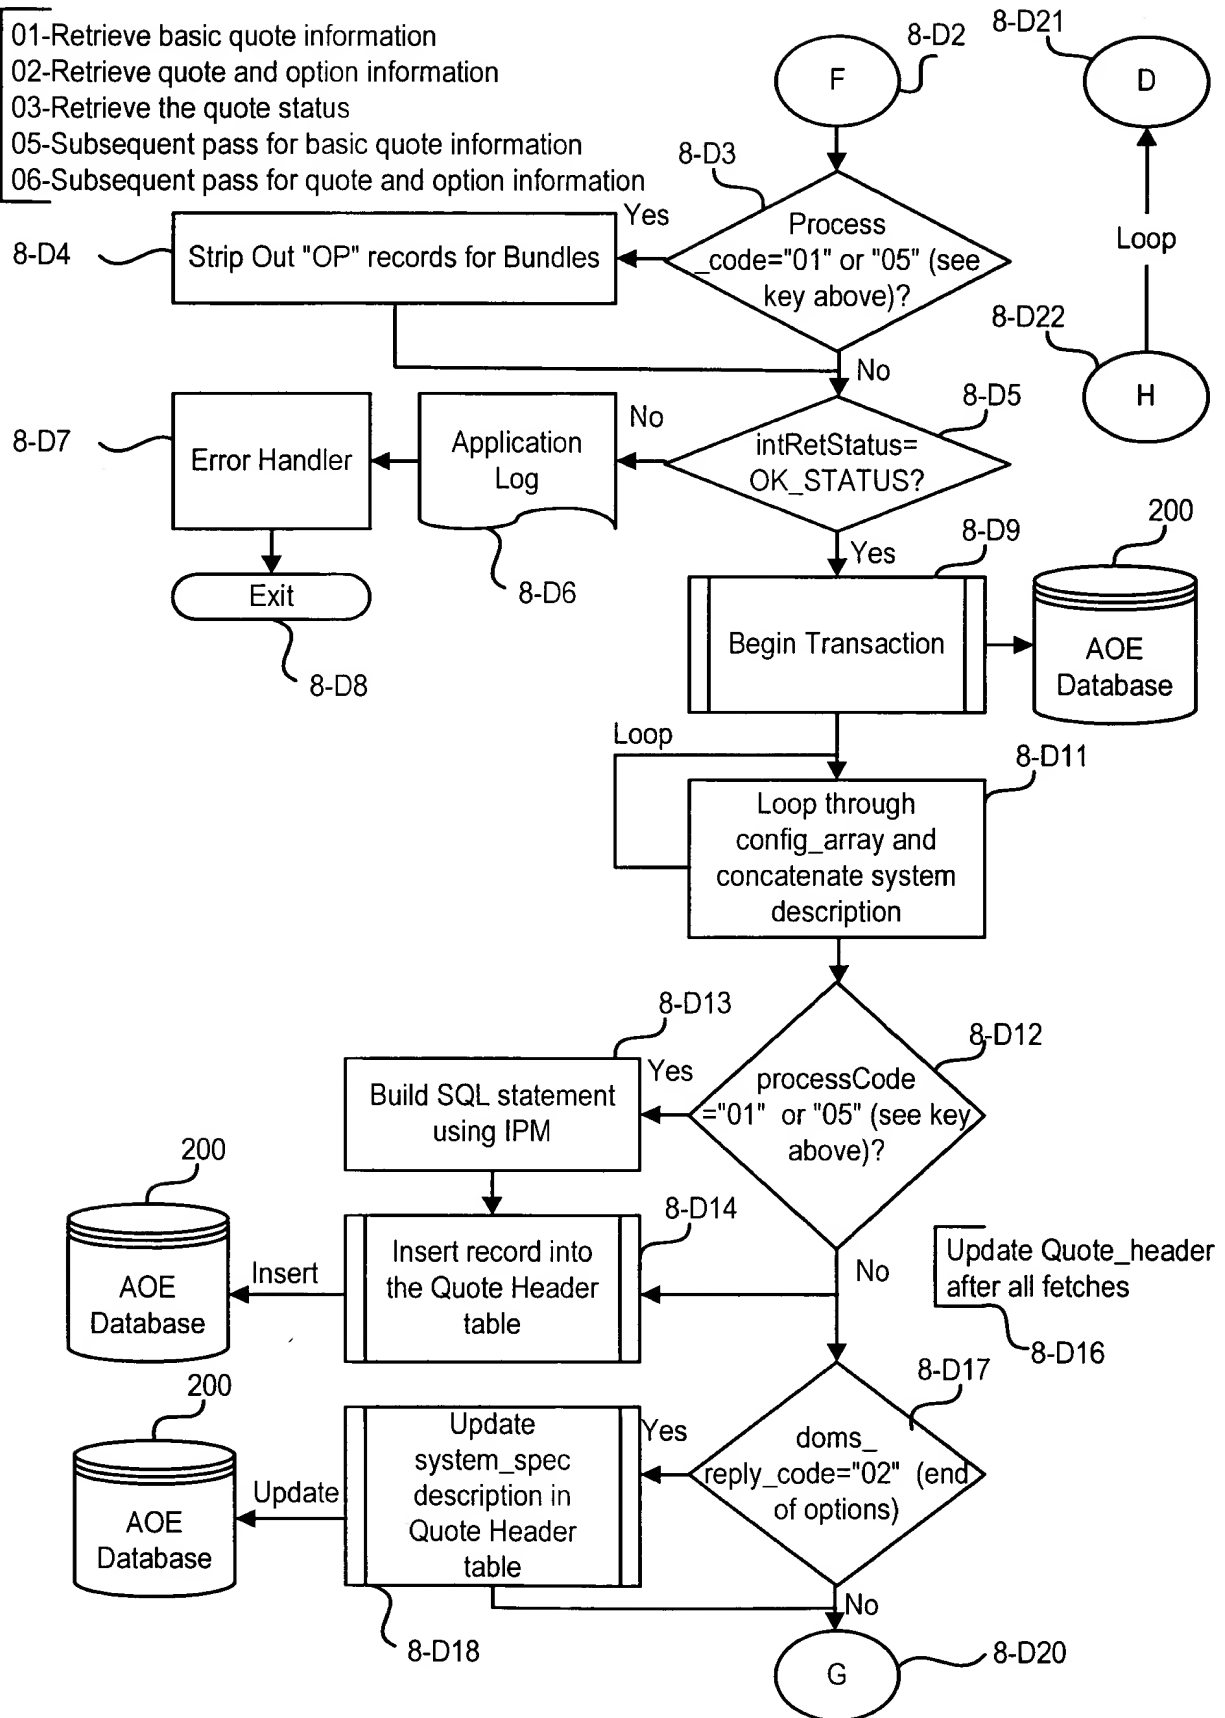 01-Retrieve basic quote information
02-Retrieve quote and option information
03-Retrieve the quote status
05-Subsequent pass for basic quote information
06-Subsequent pass for quote and option information
8-D2
F
8-D21
D
8-D3
Process
_code="01" or "05" (see
key above)?
Yes
8-D4
Strip Out "OP" records for Bundles
Loop
8-D22
H
No
8-D5
intRetStatus=
OK_STATUS?
No
Application
Log
8-D6
8-D7
Error Handler
Exit
8-D8
Yes
8-D9
Begin Transaction
200
AOE
Database
Loop
8-D11
Loop through
config_array and
concatenate system
description
8-D12
processCode
="01" or "05" (see key
above)?
Yes
8-D13
Build SQL statement
using IPM
8-D14
Insert record into
the Quote Header
table
Insert
200
AOE
Database
No
Update Quote_header
after all fetches
8-D16
8-D17
doms_
reply_code="02" (end
of options)
Yes
Update
system_spec
description in
Quote Header
table
8-D18
Update
200
AOE
Database
No
G
8-D20